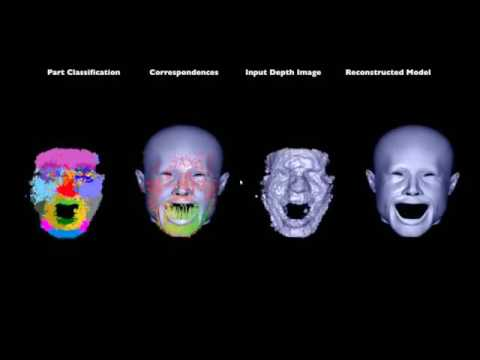 Part Classification
Correspondences
Input Depth Image
Reconstructed Model